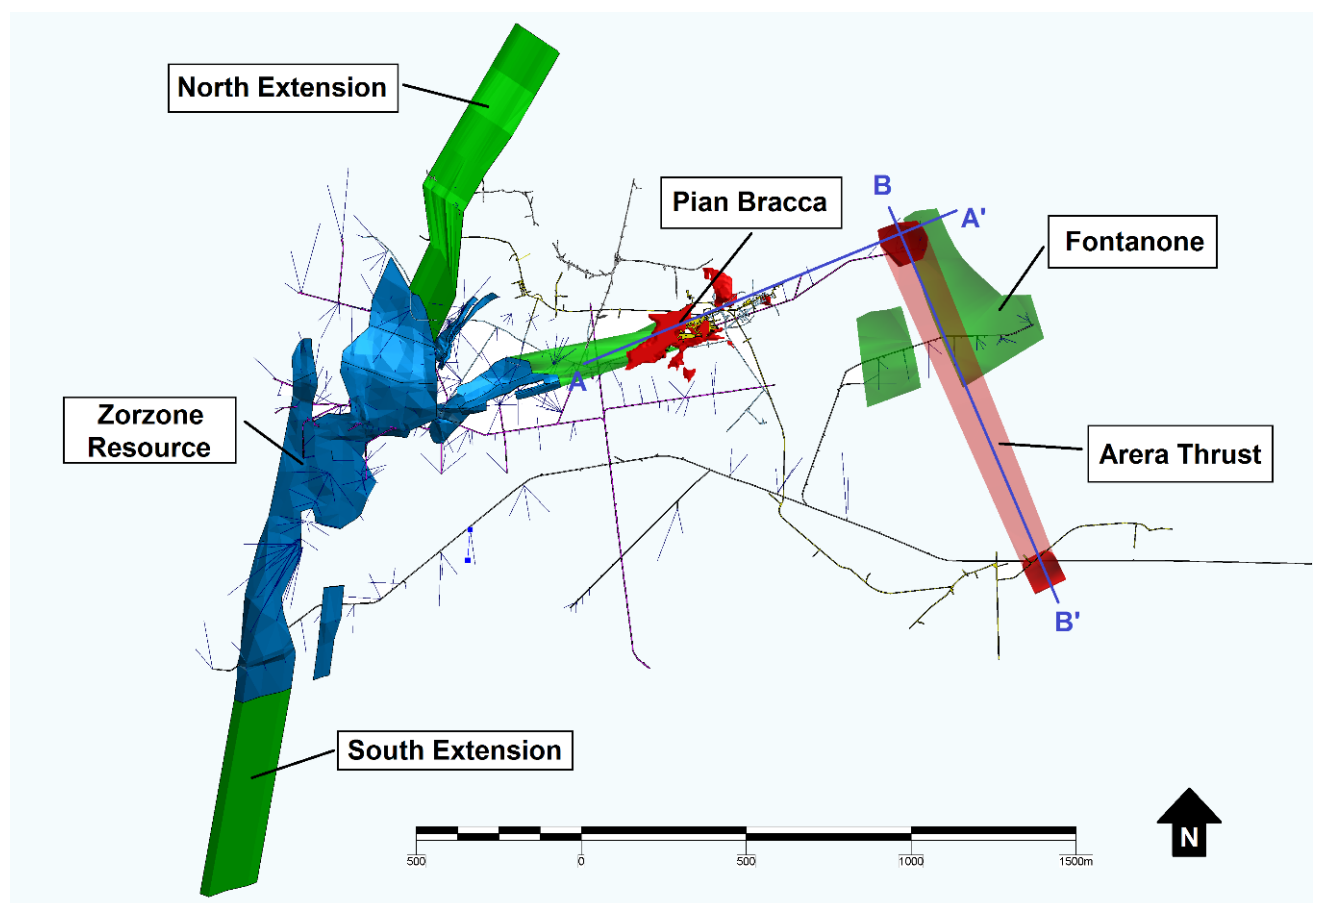 North Extension
Pian Bracca
B
A'
Fontanone
A
Zorzone
Resource
Arera Thrust
B'
South Extension
N
500 0 500 1000 1500m